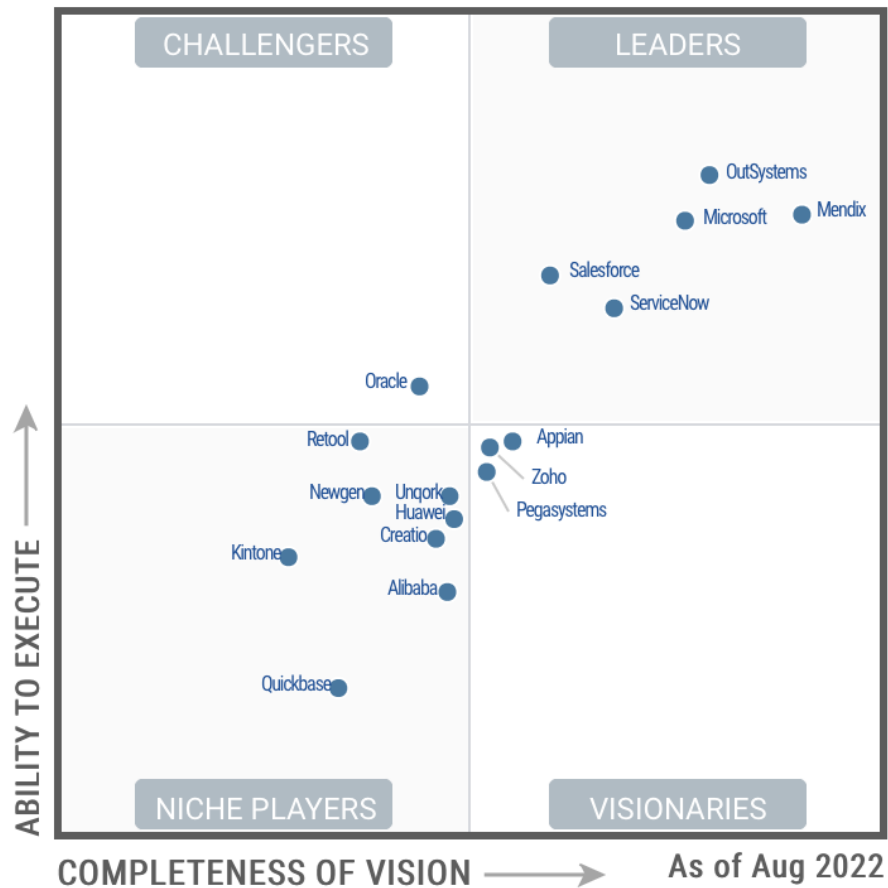 CHALLENGERS
LEADERS
OutSystems
Microsoft
Mendix
Salesforce
ServiceNow
Oracle
Retool
Appian
Zoho
Newgen
Unqork
Huawei
Pegasystems
Creatio
Kintone
Alibaba
Quickbase
NICHE PLAYERS
VISIONARIES
ABILITY TO EXECUTE
COMPLETENESS OF VISION
As of Aug 2022